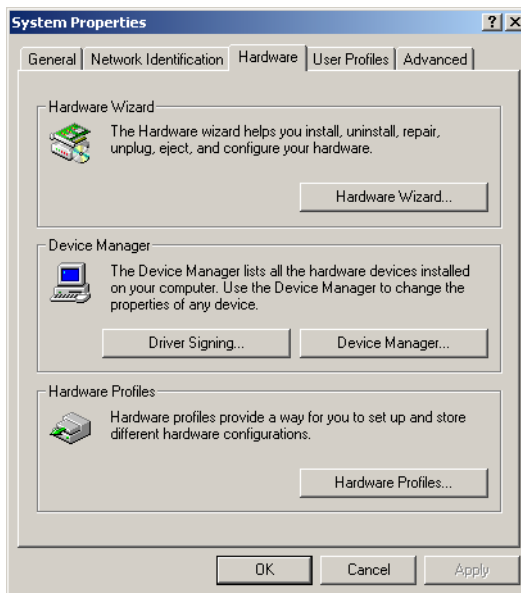 System Properties
General
Network Identification
Hardware
User Profiles
Advanced
Hardware Wizard
The Hardware wizard helps you install, uninstall, repair,
unplug, eject, and configure your hardware.
Hardware Wizard...
Device Manager
The Device Manager lists all the hardware devices installed
on your computer. Use the Device Manager to change the
properties of any device.
Driver Signing...
Device Manager...
Hardware Profiles
Hardware profiles provide a way for you to set up and store
different hardware configurations.
Hardware Profiles...
OK
Cancel
Apply